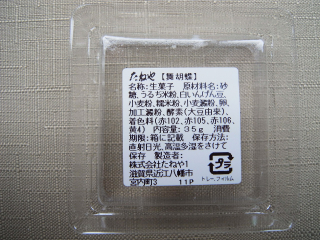 たねや【舞胡蝶】
名称:生菓子 原材料名:砂
糖、うるち米粉、白いんげん豆、
小麦粉、糯米粉、小麦澱粉、卵、
加工澱粉、酵素(大豆由来)、
着色料(赤102、赤105、赤106、
黄4) 内容量:35g 消費
期限:箱に記載 保存方法:
直射日光、高温多湿をさけて
保存 製造者:
株式会社たねや1
滋賀県近江八幡市
宮内町3 11P
プラ
トレー、フィルム